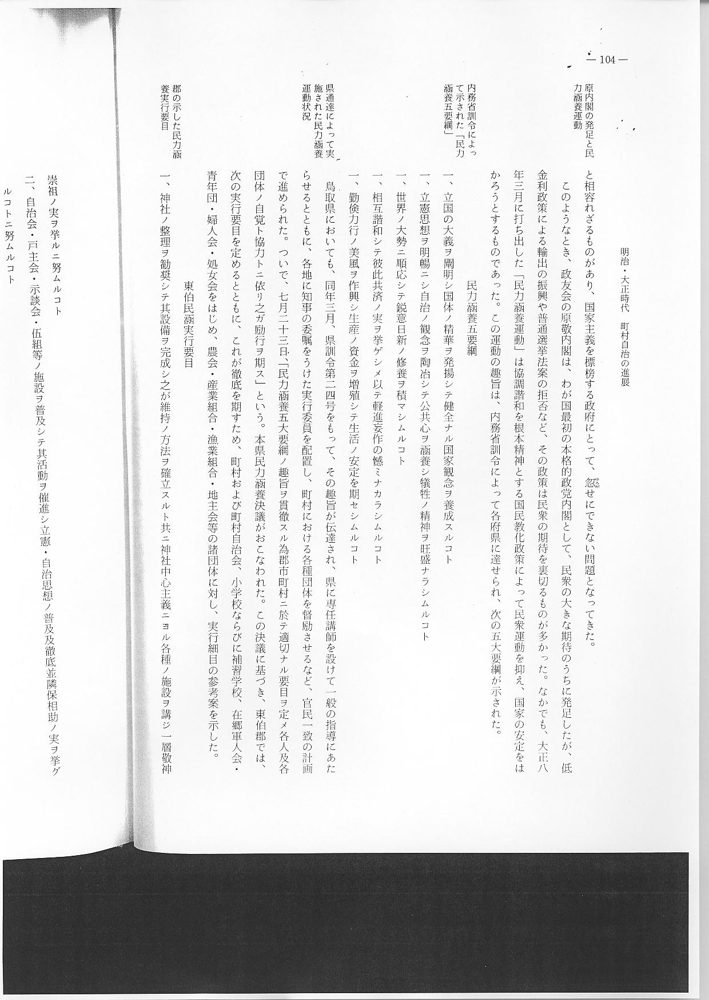 ― 104 ―
明治・大正時代　町村自治の進展
原内閣の発足と民
力涵養運動
と相容れざるものがあり、国家主義を標榜する政府にとって、忽せにできない問題となってきた。
ゆるが
このようなとき、政友会の原敬内閣は、わが国最初の本格的政党内閣として、民衆の大きな期待のうちに発足したが、低
金利政策による輸出の振興や普通選挙法案の拒否など、その政策は民衆の期待を裏切るものが多かった。なかでも、大正八
年三月に打ち出した「民力涵養運動」は協調諧和を根本精神とする国民教化政策によって民衆運動を抑え、国家の安定をは
かろうとするものであった。この運動の趣旨は、内務省訓令によって各府県に達せられ、次の五大要綱が示された。
内務省訓令によっ
て示された「民力
涵養五要綱」
民力涵養五要綱
一、立国の大義ヲ闡明シ国体ノ精華ヲ発揚シテ健全ナル国家観念ヲ養成スルコト
一、立憲思想ヲ明暢ニシ自治ノ観念ヲ陶冶シテ公共心ヲ涵養シ犠牲ノ精神ヲ旺盛ナラシムルコト
一、世界ノ大勢ニ順応シテ鋭意日新ノ修養ヲ積マシムルコト
一、相互諧和シテ彼此共済ノ実ヲ挙ゲシメ以テ軽進妄作の憾ミナカラシムルコト
一、勤倹力行ノ美風ヲ作興シ生産ノ資金ヲ増殖シテ生活ノ安定を期セシムルコト
県通達によって実
施された民力涵養
運動状況
鳥取県においても、同年三月、県訓令第二四号をもって、その趣旨が伝達され、県に専任講師を設けて一般の指導にあた
らせるとともに、各地に知事の委嘱をうけた実行委員を配置し、町村における各種団体を督励させるなど、官民一致の計画
で進められた。ついで、七月二十三日、「民力涵養五大要綱ノ趣旨ヲ貫徹スル為郡市町村ニ於テ適切ナル要目ヲ定メ各人及各
団体ノ自覚ト協力トニ依リ之ガ励行ヲ期ス」という。本県民力涵養決議がおこなわれた。この決議に基づき、東伯郡では、
次の実行要目を定めるとともに、これが徹底を期すため、町村および町村自治会、小学校ならびに補習学校、在郷軍人会・
青年団・婦人会・処女会をはじめ、農会・産業組合・漁業組合・地主会等の諸団体に対し、実行細目の参考案を示した。
郡の示した民力涵
養実行要目
東伯民涵実行要目
一、神社ノ整理ヲ勧奨シテ其設備ヲ完成シ之が維持ノ方法ヲ確立スルト共ニ神社中心主義ニヨル各種ノ施設ヲ講ジ一層敬神
崇祖ノ実ヲ挙ルニ努ムルコト
二、自治会・戸主会・示談会・伍組等ノ施設ヲ普及シテ其活動ヲ催進シ立憲・自治思想ノ普及及徹底並隣保相助ノ実ヲ挙グ
ルコトニ努ムルコト